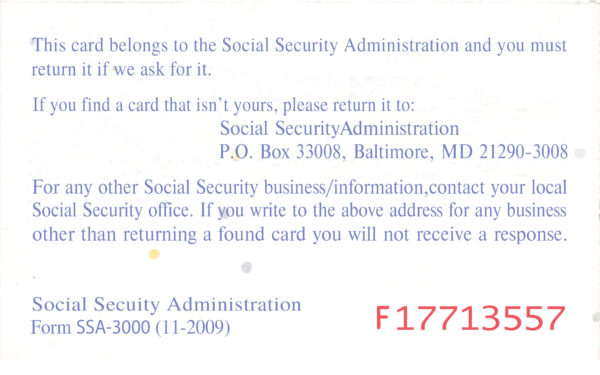 This card belongs to the Social Security Administration and you must
return it if we ask for it.
If you find a card that isn't yours, please return it to:
Social SecurityAdministration
P.O. Box 33008, Baltimore, MD 21290-3008
For any other Social Security business/information,contact your local
Social Security office. If you write to the above address for any business
other than returning a found card you will not receive a response.
Social Secuity Administration
Form SSA-3000 (11-2009)
F17713557